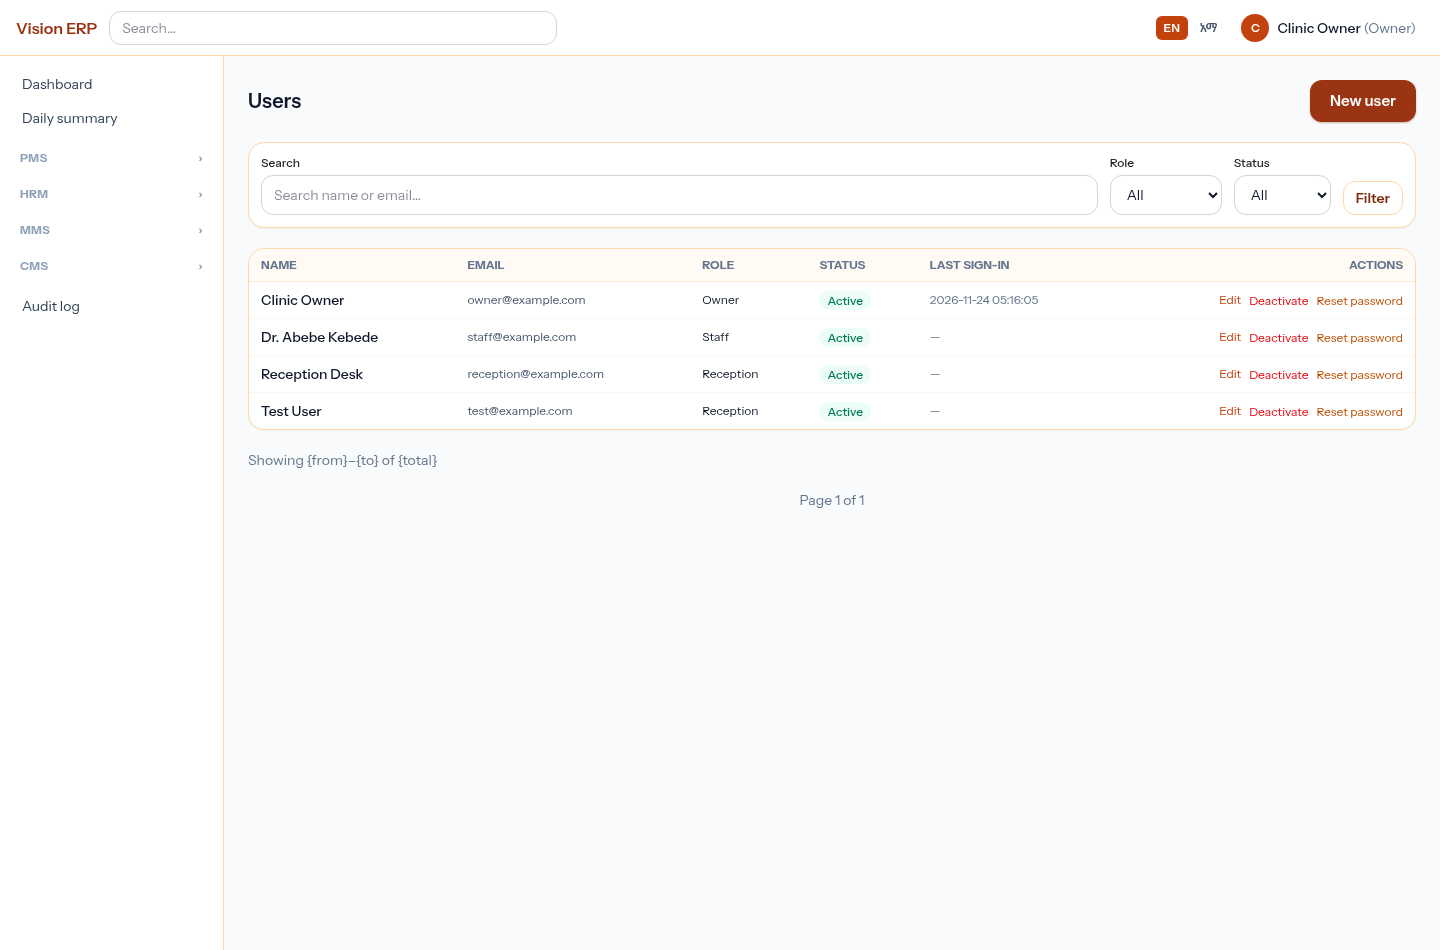 Vision ERP
Search...
EN
አማ
C
Clinic Owner (Owner)
Dashboard
Daily summary
PMS ›
HRM ›
MMS ›
CMS ›
Audit log
Users
New user
Search
Role
Status
Search name or email...
All
All
Filter
NAME EMAIL ROLE STATUS LAST SIGN-IN ACTIONS
Clinic Owner owner@example.com Owner Active 2026-11-24 05:16:05 Edit Deactivate Reset password
Dr. Abebe Kebede staff@example.com Staff Active — Edit Deactivate Reset password
Reception Desk reception@example.com Reception Active — Edit Deactivate Reset password
Test User test@example.com Reception Active — Edit Deactivate Reset password
Showing {from}–{to} of {total}
Page 1 of 1